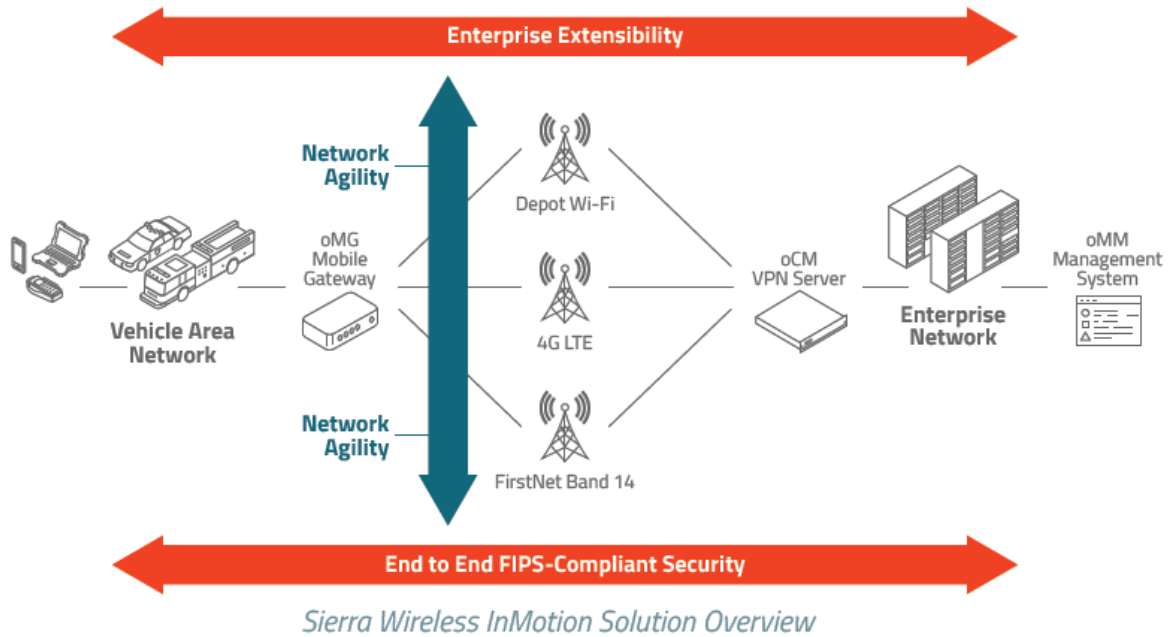 Enterprise Extensibility
Network
Agility
Depot Wi-Fi
oMG
Mobile
Gateway
oCM
VPN Server
oMM
Management
System
Vehicle Area
Network
4G LTE
Enterprise
Network
Network
Agility
FirstNet Band 14
End to End FIPS-Compliant Security
Sierra Wireless InMotion Solution Overview